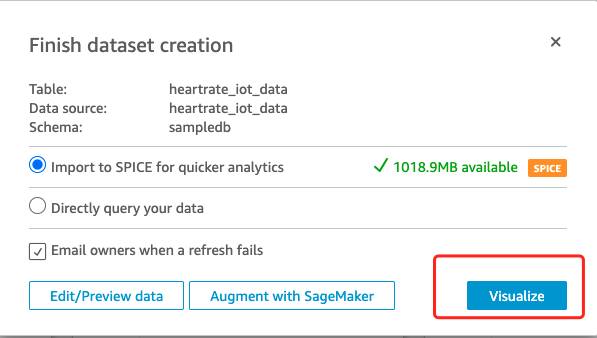 Finish dataset creation
Table: heartrate_iot_data
Data source: heartrate_iot_data
Schema: sampledb
Import to SPICE for quicker analytics 1018.9MB available SPICE
Directly query your data
Email owners when a refresh fails
Edit/Preview data Augment with SageMaker Visualize